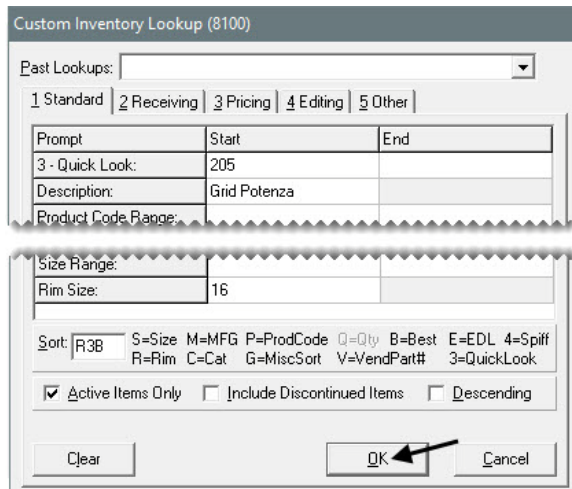 Custom Inventory Lookup (8100)
Past Lookups:
1 Standard 2 Receiving 3 Pricing 4 Editing 5 Other
Prompt Start End
3 - Quick Look: 205
Description: Grid Potenza
Product Code Range:
Size Range:
Rim Size: 16
Sort: R3B S=Size M=MFG P=ProdCode Q=Qty B=Best E=EDL 4=Spiff
R=Rim C=Cat G=MiscSort V=VendPart# 3=QuickLook
Active Items Only Include Discontinued Items Descending
Clear OK Cancel